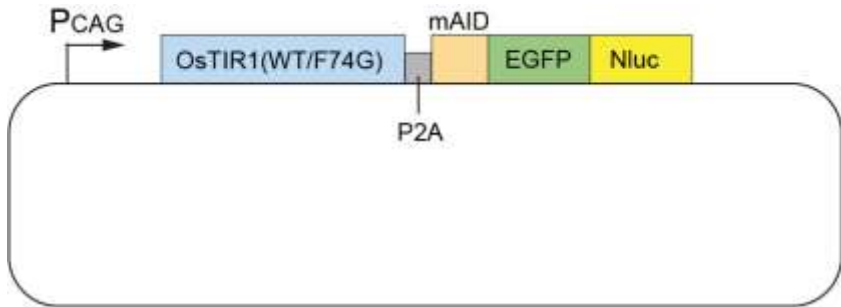 PCAG
mAID
OsTIR1(WT/F74G)
EGFP
Nluc
P2A